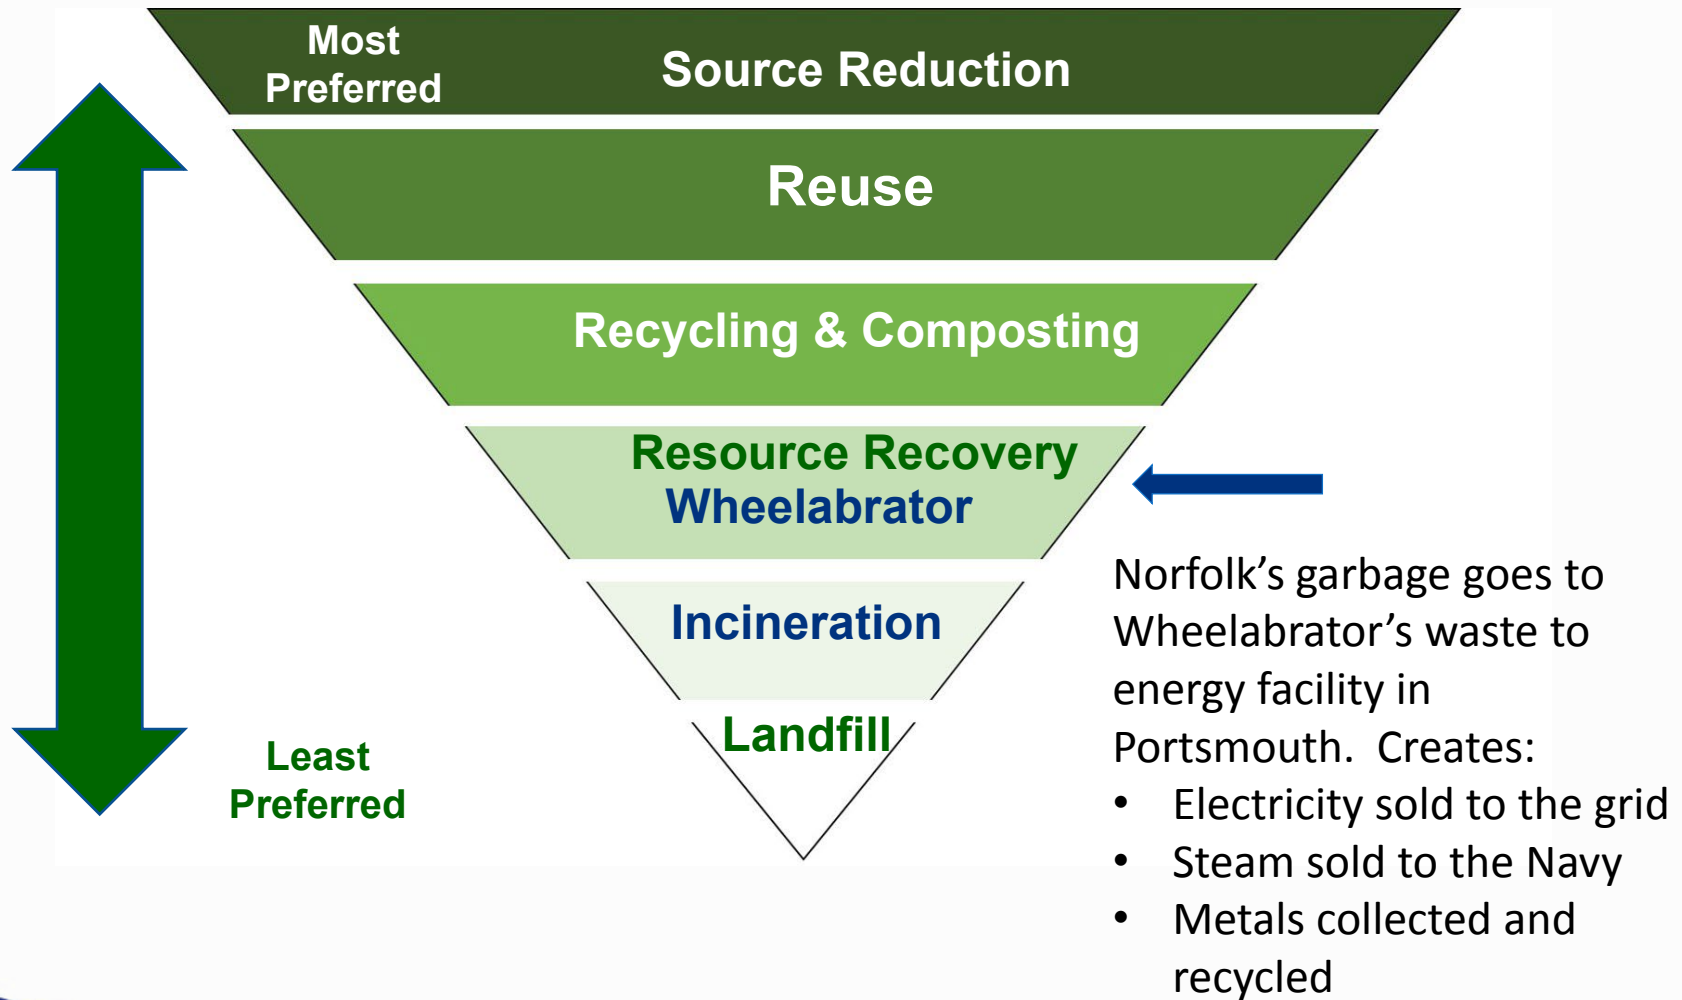 Most
Preferred
Source Reduction
Reuse
Recycling & Composting
Resource Recovery
Wheelabrator
Incineration
Landfill
Least
Preferred
Norfolk’s garbage goes to
Wheelabrator’s waste to
energy facility in
Portsmouth.  Creates:
• Electricity sold to the grid
• Steam sold to the Navy
• Metals collected and
recycled